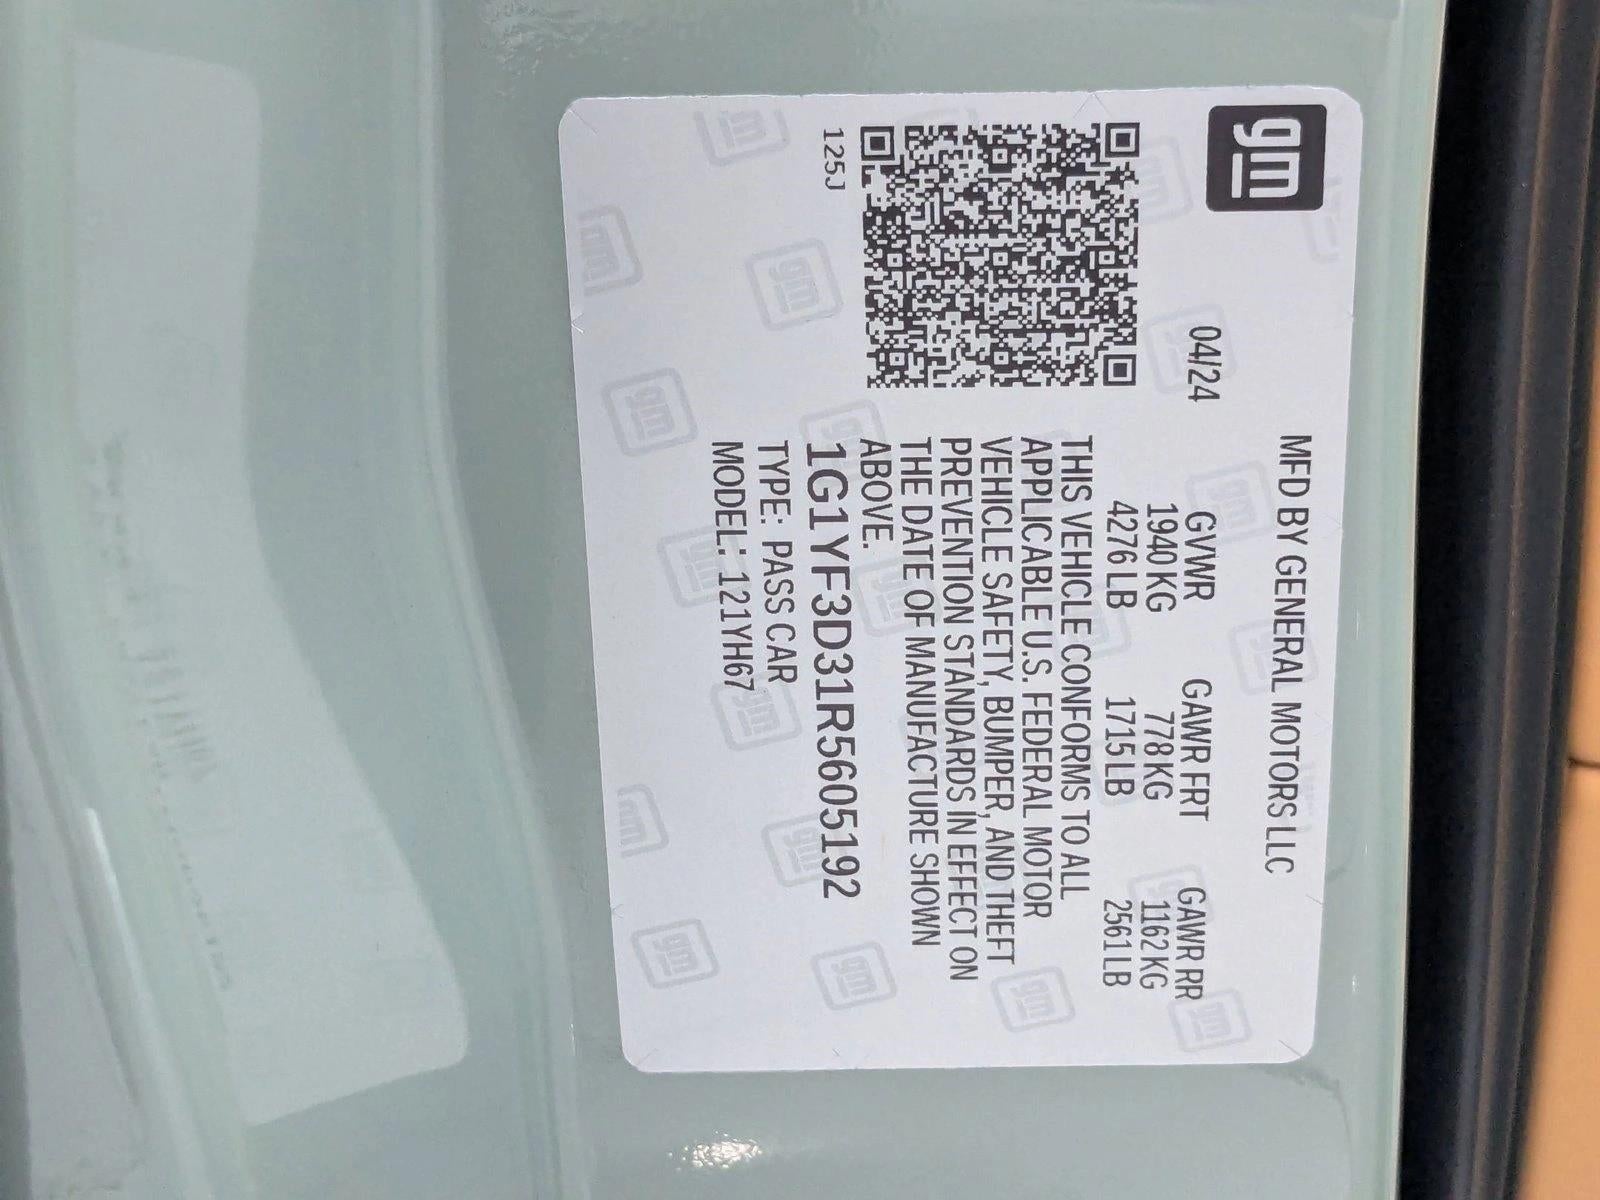 gm
MFD BY GENERAL MOTORS LLC
04/24
GVWR GAWR FRT GAWR RR
1940 KG 778 KG 1162 KG
4276 LB 1715 LB 2561 LB
THIS VEHICLE CONFORMS TO ALL
APPLICABLE U.S. FEDERAL MOTOR
VEHICLE SAFETY, BUMPER, AND THEFT
PREVENTION STANDARDS IN EFFECT ON
THE DATE OF MANUFACTURE SHOWN
ABOVE.
125J
1G1YF3D31R5605192
TYPE: PASS CAR
MODEL: 121YH67